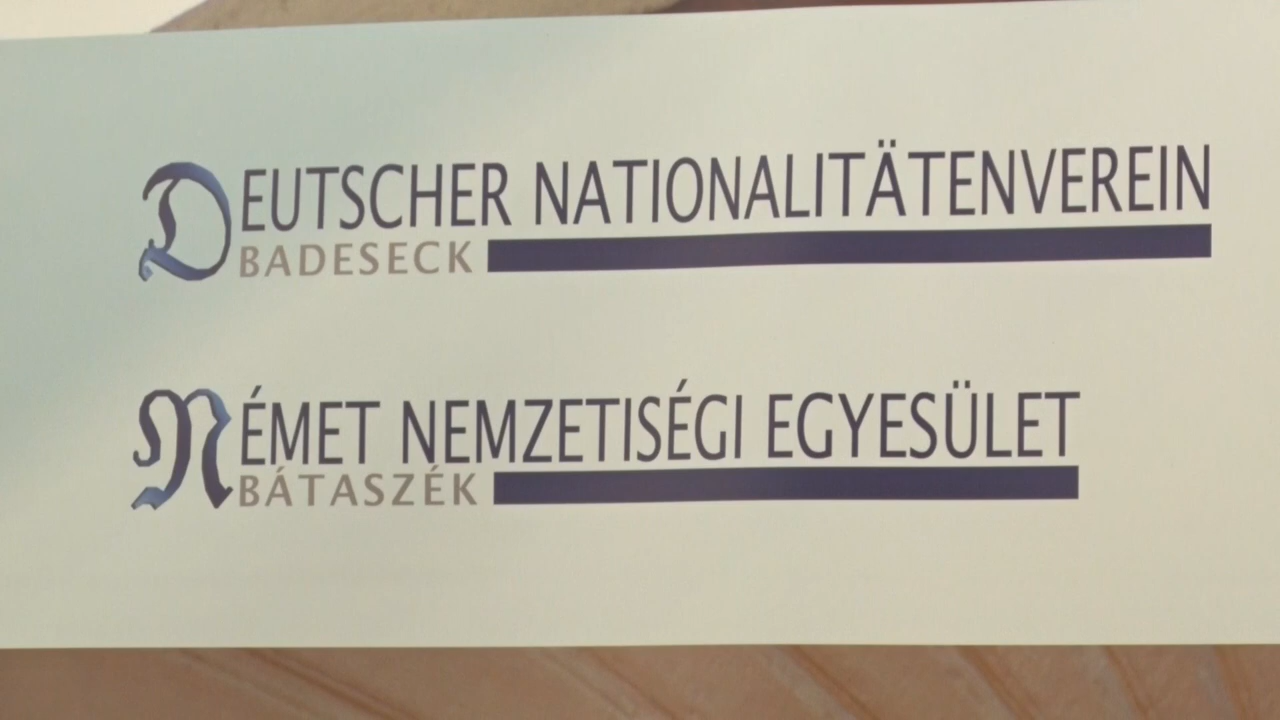 DEUTSCHER NATIONALITÄTENVEREIN
BADESECK
NÉMET NEMZETISÉGI EGYESÜLET
BÁTASZÉK